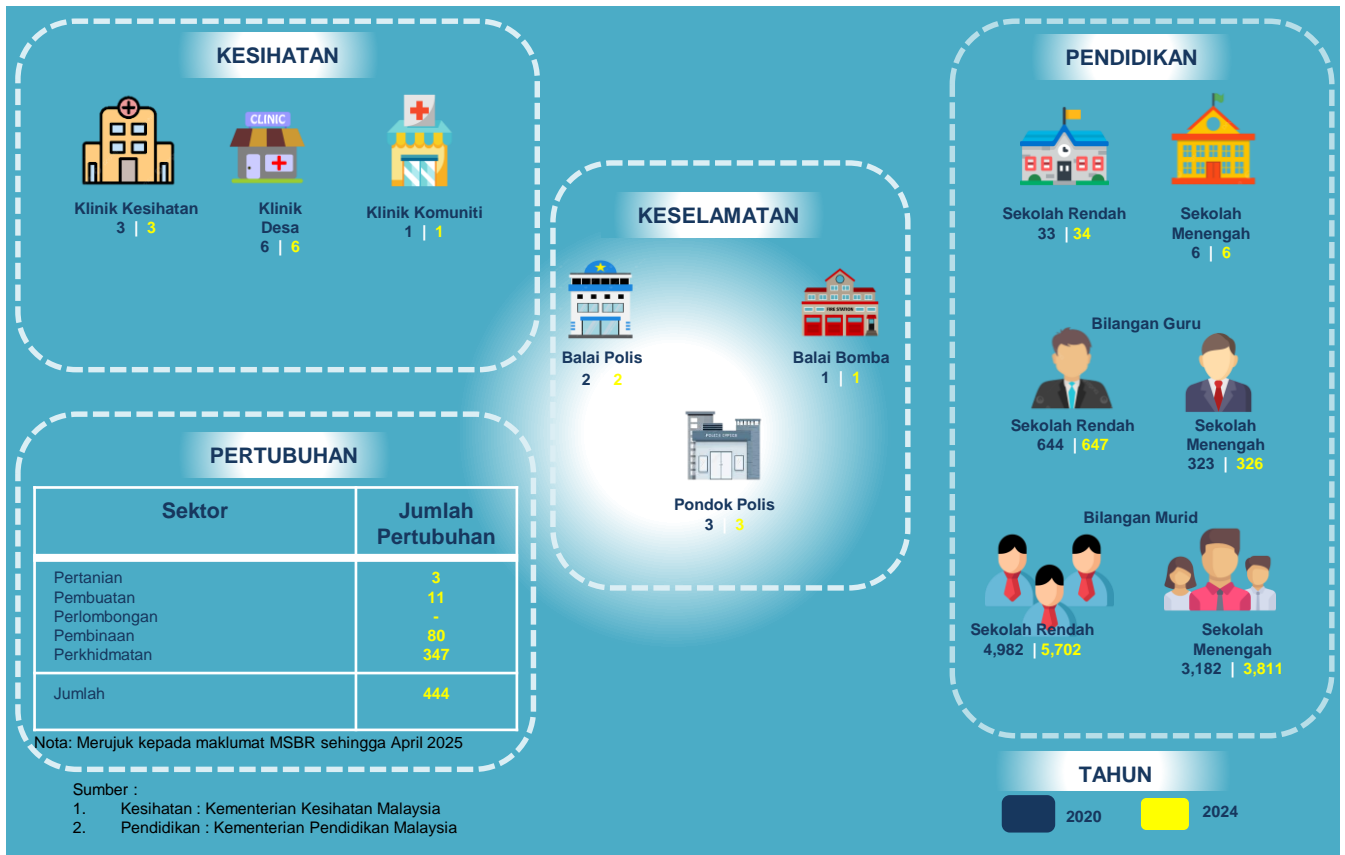 KESIHATAN
CLINIC
Klinik Kesihatan
3 | 3
Klinik
Desa
6 | 6
Klinik Komuniti
1 | 1
PERTUBUHAN
Sektor
Jumlah
Pertubuhan
Pertanian 3
Pembuatan 11
Perlombongan -
Pembinaan 80
Perkhidmatan 347
Jumlah 444
Nota: Merujuk kepada maklumat MSBR sehingga April 2025
Sumber :
1. Kesihatan : Kementerian Kesihatan Malaysia
2. Pendidikan : Kementerian Pendidikan Malaysia
KESELAMATAN
Balai Polis
2 2
FIRE STATION
Balai Bomba
1 | 1
POLICE OFFICE
Pondok Polis
3 | 3
PENDIDIKAN
Sekolah Rendah
33 | 34
Sekolah
Menengah
6 | 6
Bilangan Guru
Sekolah Rendah
644 | 647
Sekolah
Menengah
323 | 326
Bilangan Murid
Sekolah Rendah
4,982 | 5,702
Sekolah
Menengah
3,182 | 3,811
TAHUN
2020
2024